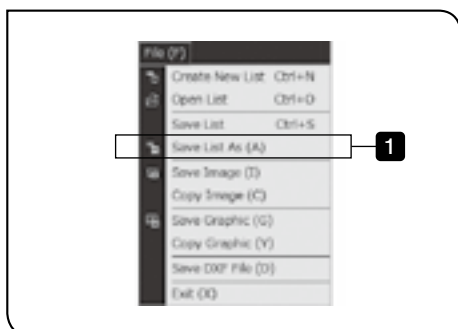 File (F)
Create New List Ctrl+N
Open List Ctrl+O
Save List Ctrl+S
Save List As (A)
1
Save Image (I)
Copy Image (C)
Save Graphic (G)
Copy Graphic (Y)
Save DXF File (D)
Exit (X)